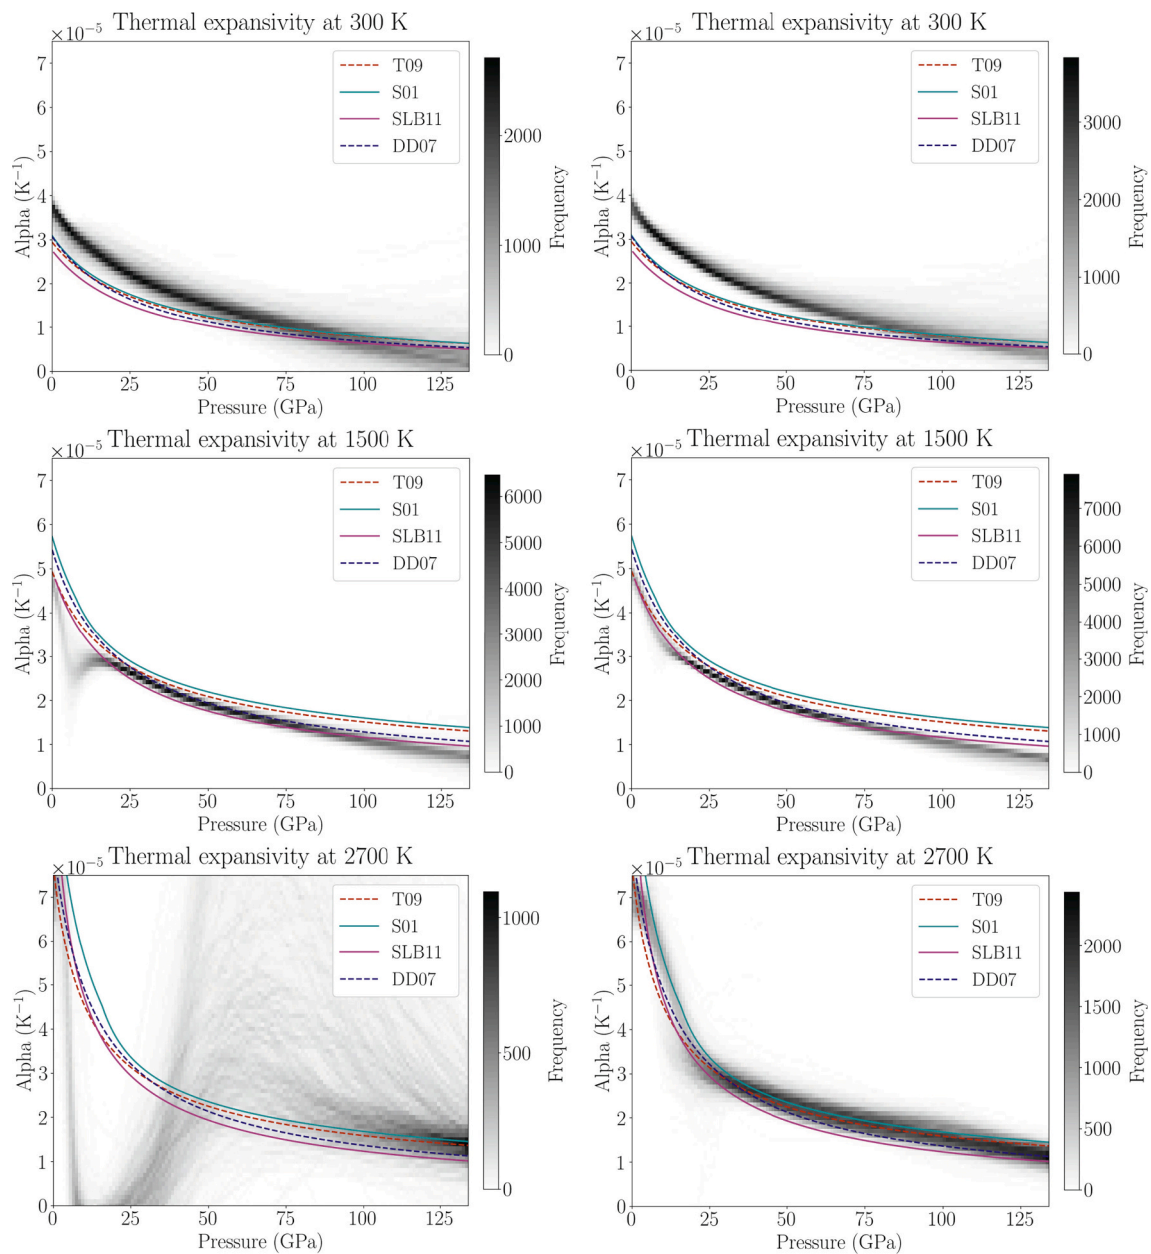 Thermal expansivity at 300 K
×10⁻⁵
7
6
5
4
3
2
1
0
Alpha (K⁻¹)
0 25 50 75 100 125
Pressure (GPa)
T09
S01
SLB11
DD07
2000
1000
0
Frequency
Thermal expansivity at 300 K
×10⁻⁵
7
6
5
4
3
2
1
0
Alpha (K⁻¹)
0 25 50 75 100 125
Pressure (GPa)
T09
S01
SLB11
DD07
3000
2000
1000
0
Frequency
Thermal expansivity at 1500 K
×10⁻⁵
7
6
5
4
3
2
1
0
Alpha (K⁻¹)
0 25 50 75 100 125
Pressure (GPa)
T09
S01
SLB11
DD07
6000
5000
4000
3000
2000
1000
0
Frequency
Thermal expansivity at 1500 K
×10⁻⁵
7
6
5
4
3
2
1
0
Alpha (K⁻¹)
0 25 50 75 100 125
Pressure (GPa)
T09
S01
SLB11
DD07
7000
6000
5000
4000
3000
2000
1000
0
Frequency
Thermal expansivity at 2700 K
×10⁻⁵
7
6
5
4
3
2
1
0
Alpha (K⁻¹)
0 25 50 75 100 125
Pressure (GPa)
T09
S01
SLB11
DD07
1000
500
0
Frequency
Thermal expansivity at 2700 K
×10⁻⁵
7
6
5
4
3
2
1
0
Alpha (K⁻¹)
0 25 50 75 100 125
Pressure (GPa)
T09
S01
SLB11
DD07
2000
1500
1000
500
0
Frequency